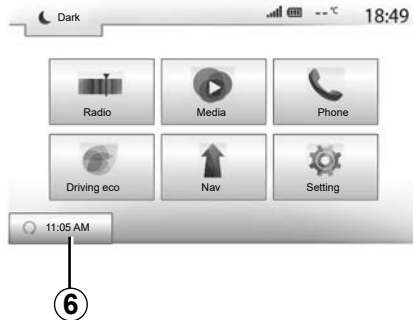 Dark
--℃ 18:49
Radio Media Phone
Driving eco Nav Setting
11:05 AM
6